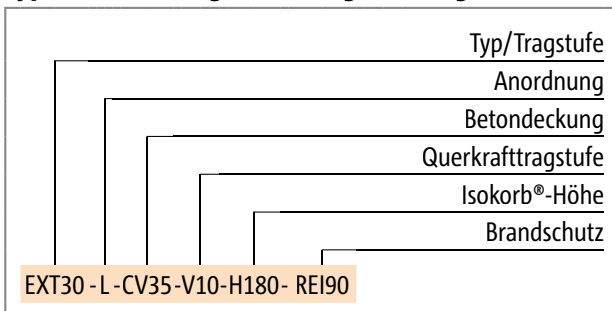 Typ/Tragstufe
Anordnung
Betondeckung
Querkrafttragstufe
Isokorb®-Höhe
Brandschutz
EXT30 - L -CV35-V10-H180- REI90